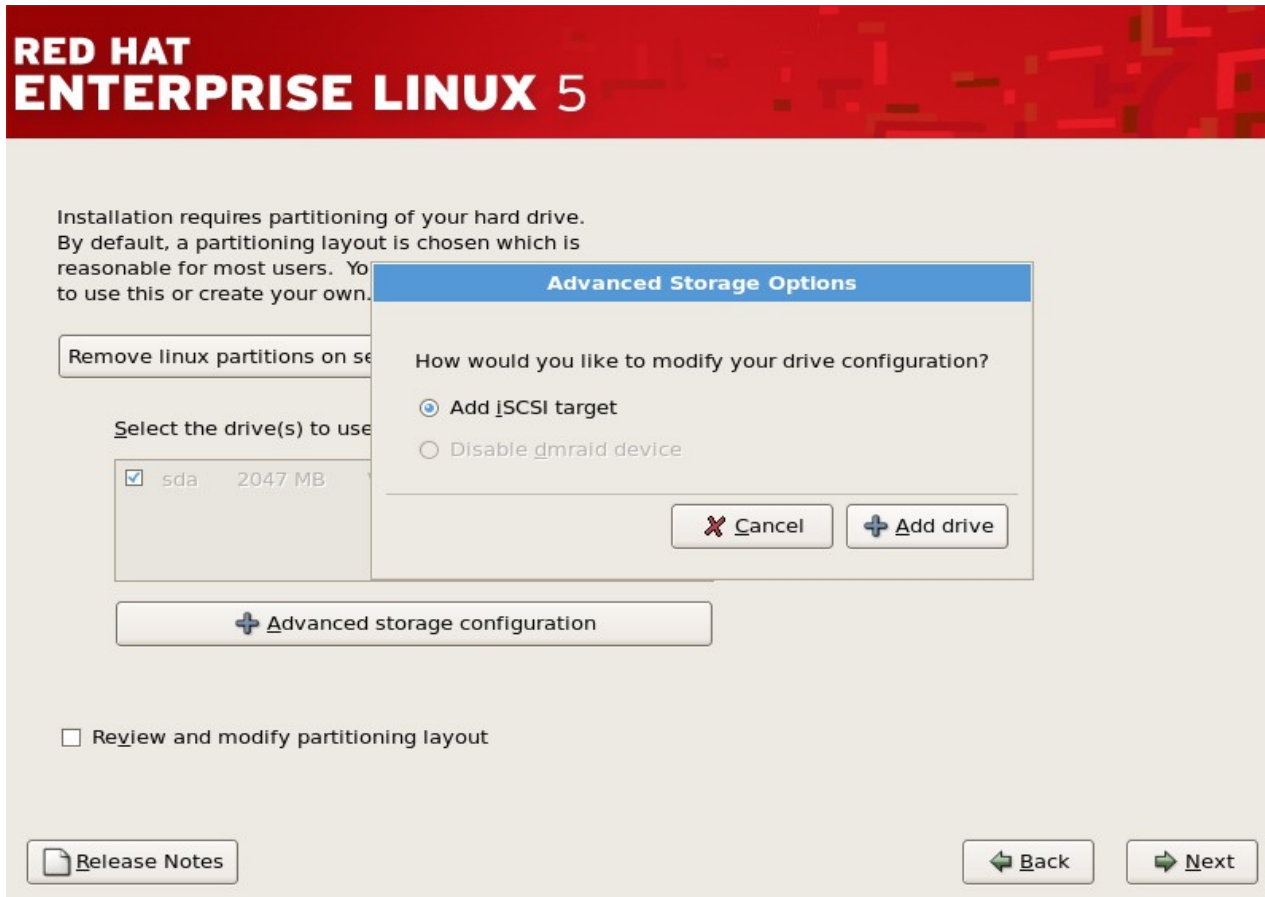 RED HAT
ENTERPRISE LINUX 5
Installation requires partitioning of your hard drive.
By default, a partitioning layout is chosen which is
reasonable for most users. Yo
to use this or create your own.
Remove linux partitions on se
Select the drive(s) to use
sda 2047 MB
Advanced Storage Options
How would you like to modify your drive configuration?
Add iSCSI target
Disable dmraid device
Cancel
Add drive
Advanced storage configuration
Review and modify partitioning layout
Release Notes
Back
Next